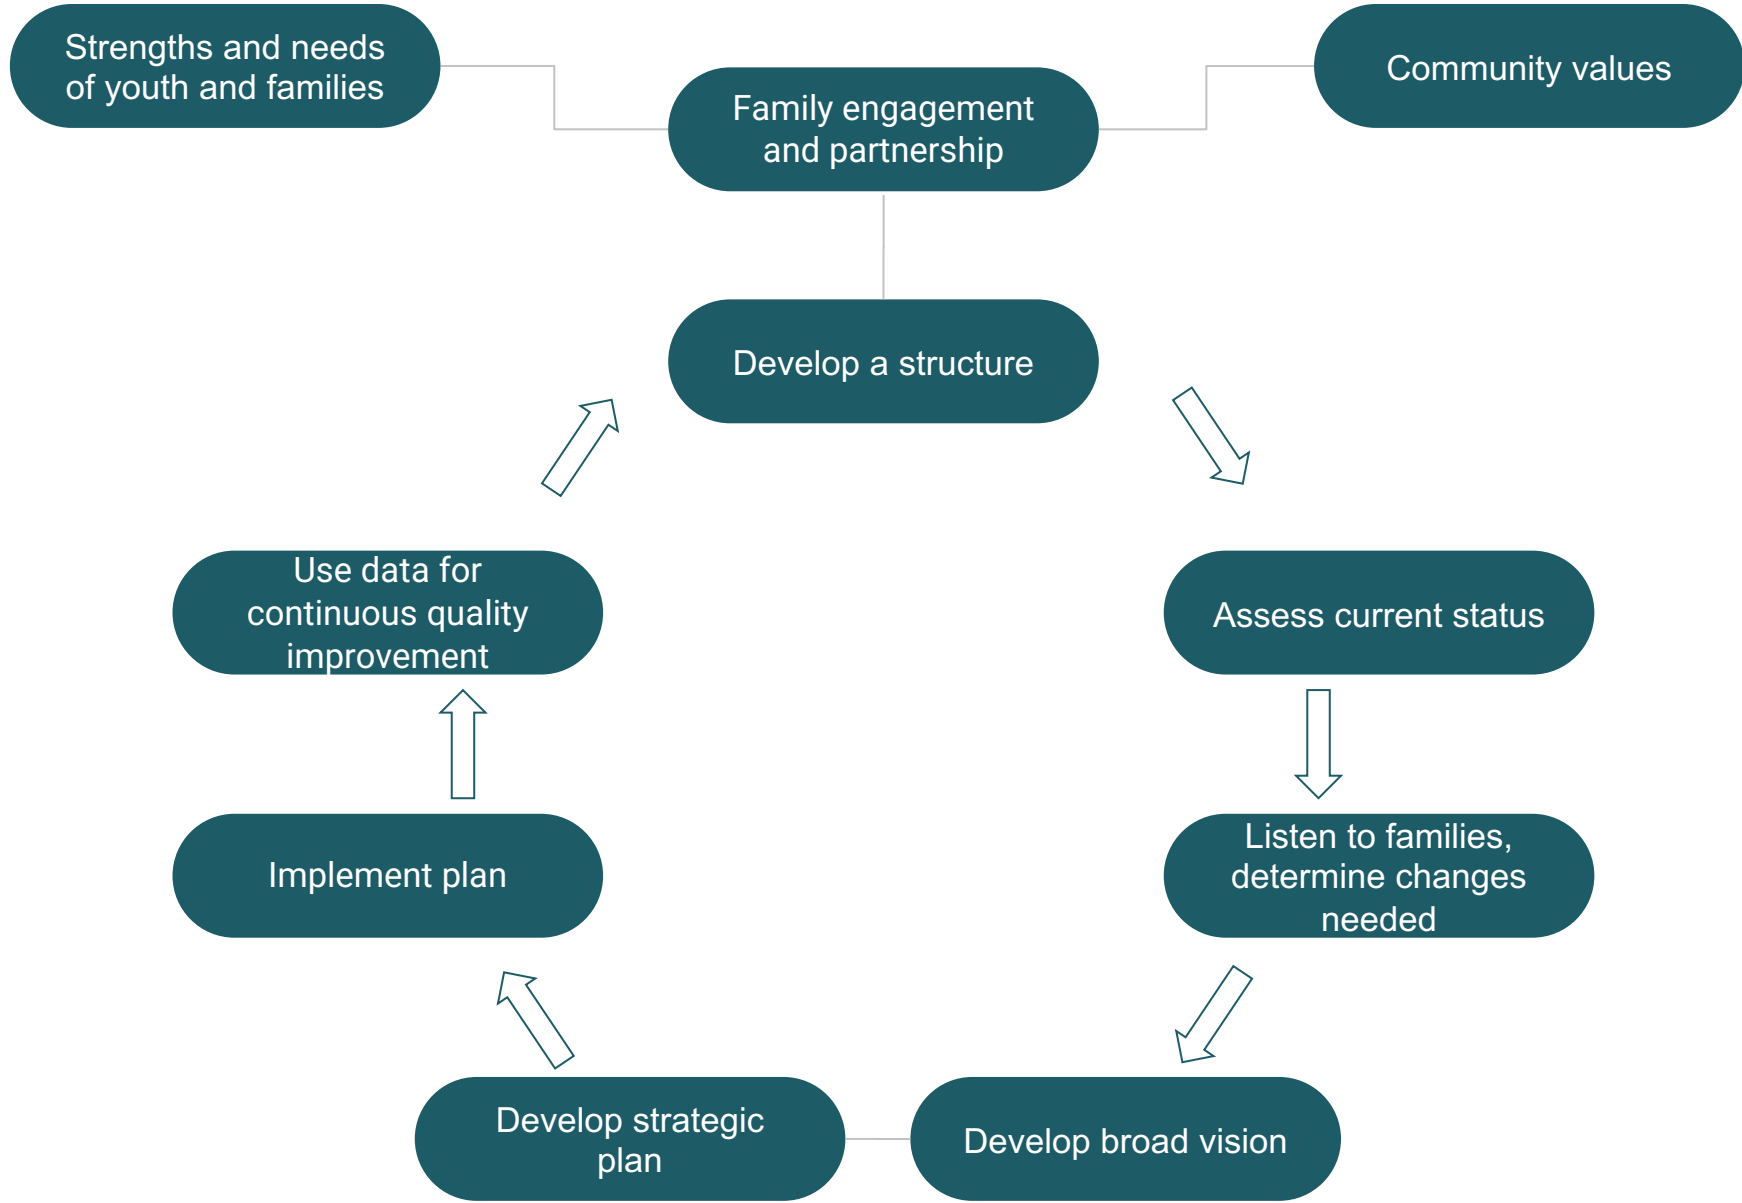 Strengths and needs
of youth and families
Community values
Family engagement
and partnership
Develop a structure
Use data for
continuous quality
improvement
Assess current status
Implement plan
Listen to families,
determine changes
needed
Develop strategic
plan
Develop broad vision